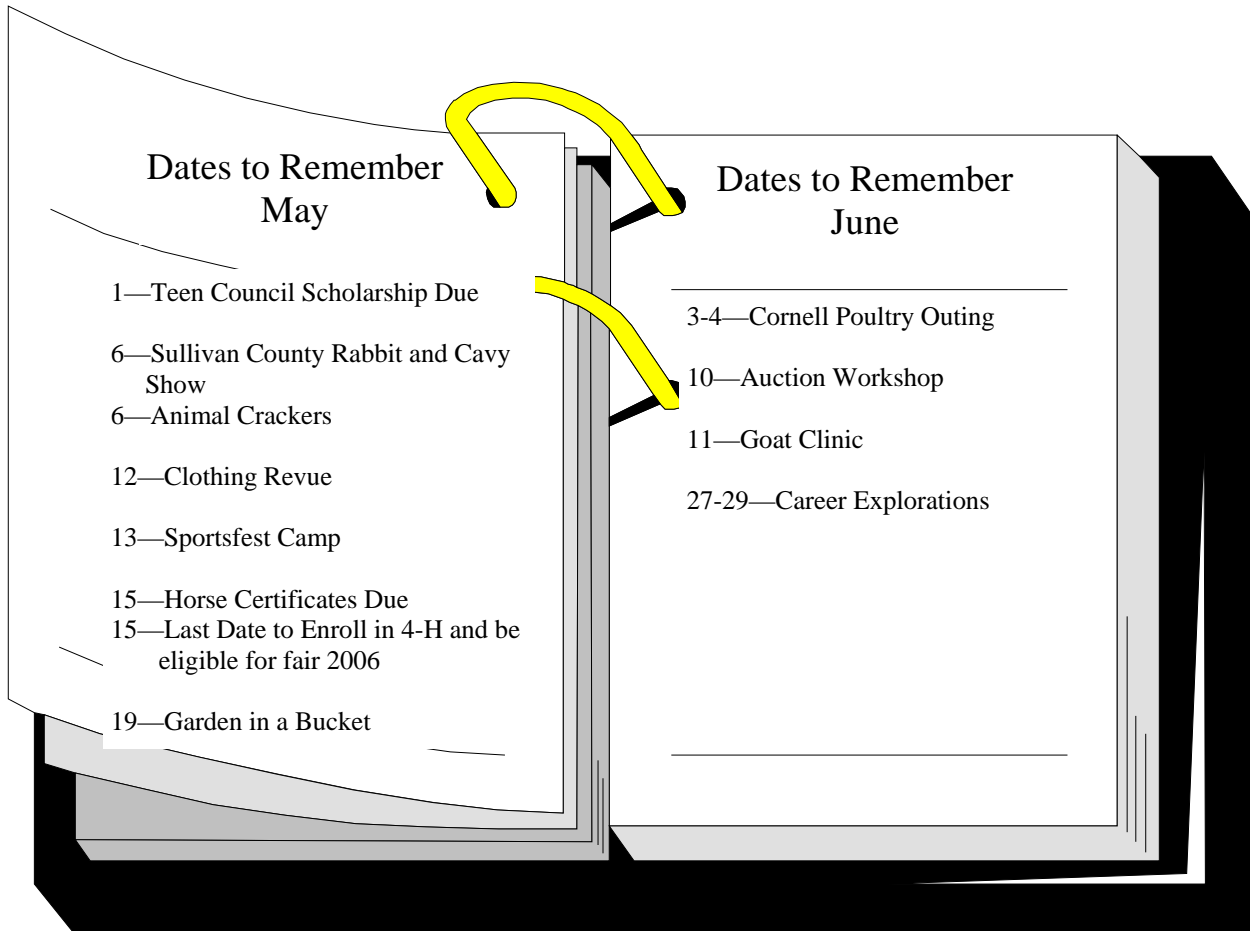 Dates to Remember
May
1—Teen Council Scholarship Due
6—Sullivan County Rabbit and Cavy
Show
6—Animal Crackers
12—Clothing Revue
13—Sportsfest Camp
15—Horse Certificates Due
15—Last Date to Enroll in 4-H and be
eligible for fair 2006
19—Garden in a Bucket
Dates to Remember
June
3-4—Cornell Poultry Outing
10—Auction Workshop
11—Goat Clinic
27-29—Career Explorations